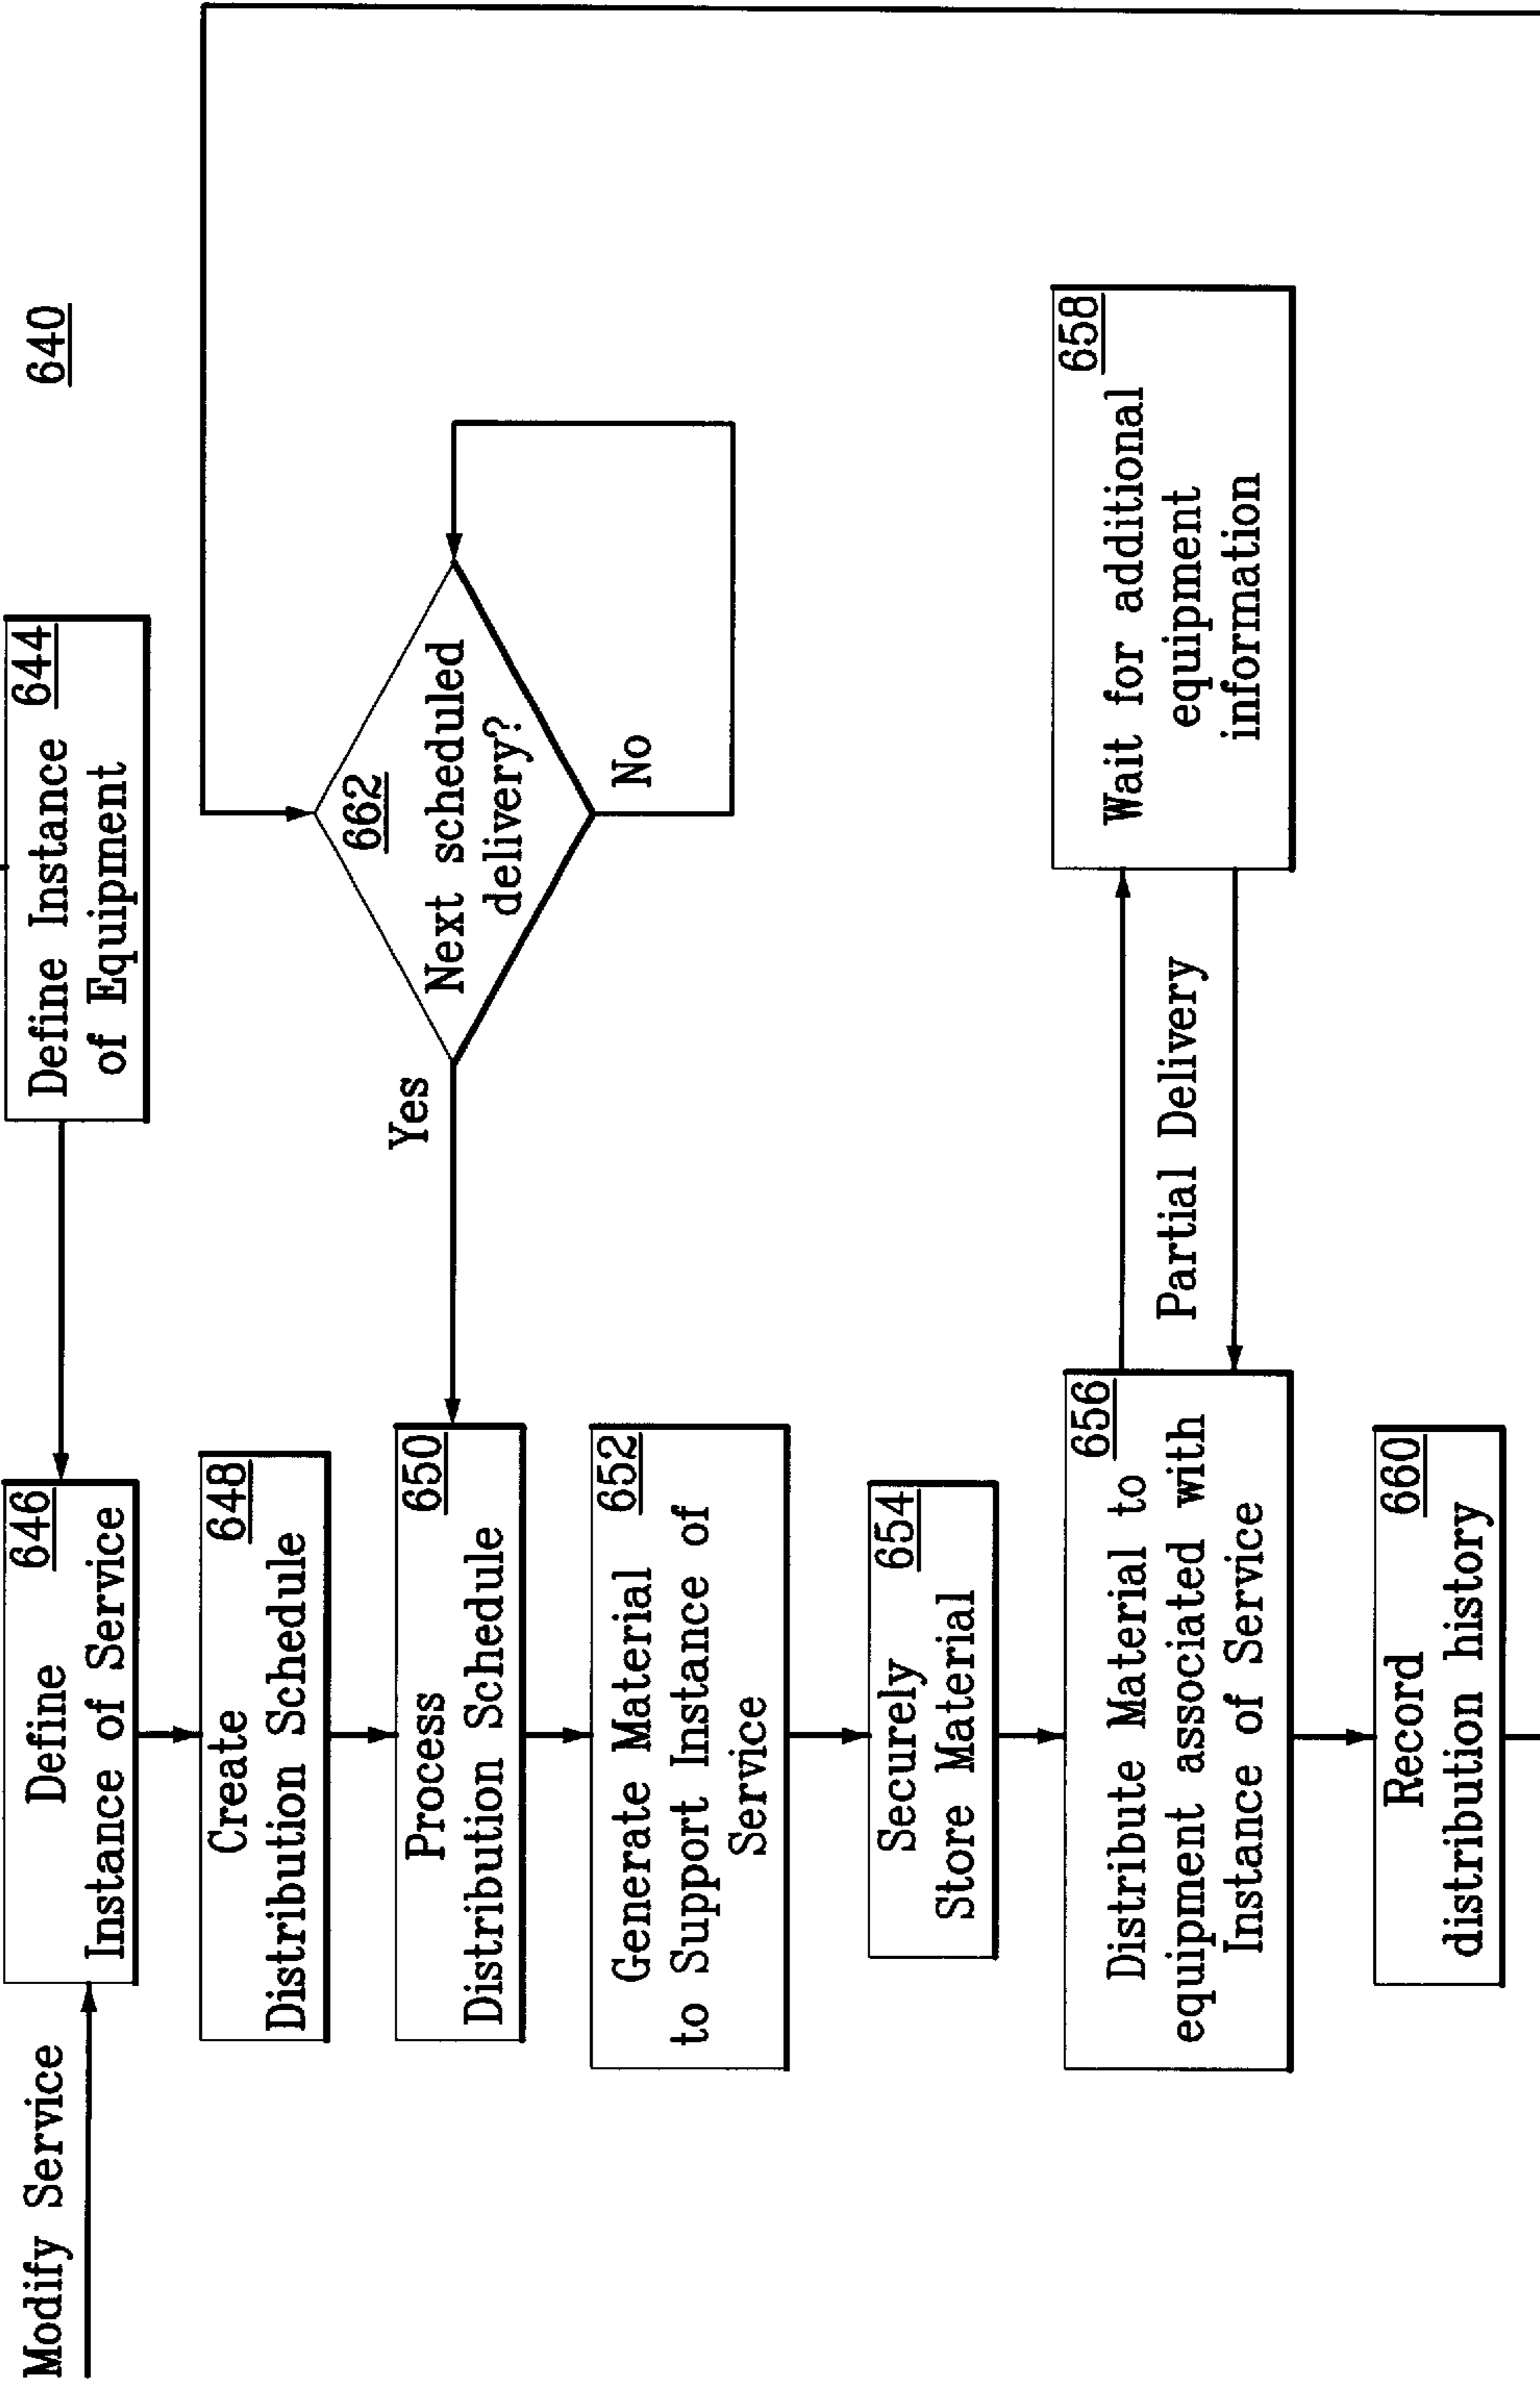 640
Modify Service
646
Define
Instance of Service
Define Instance 644
of Equipment
648
Create
Distribution Schedule
650
Process
Distribution Schedule
Yes
662
Next scheduled
delivery?
No
652
Generate Material
to Support Instance of
Service
654
Securely
Store Material
656
Distribute Material to
equipment associated with
Instance of Service
Partial Delivery
658
Wait for additional
equipment
information
660
Record
distribution history